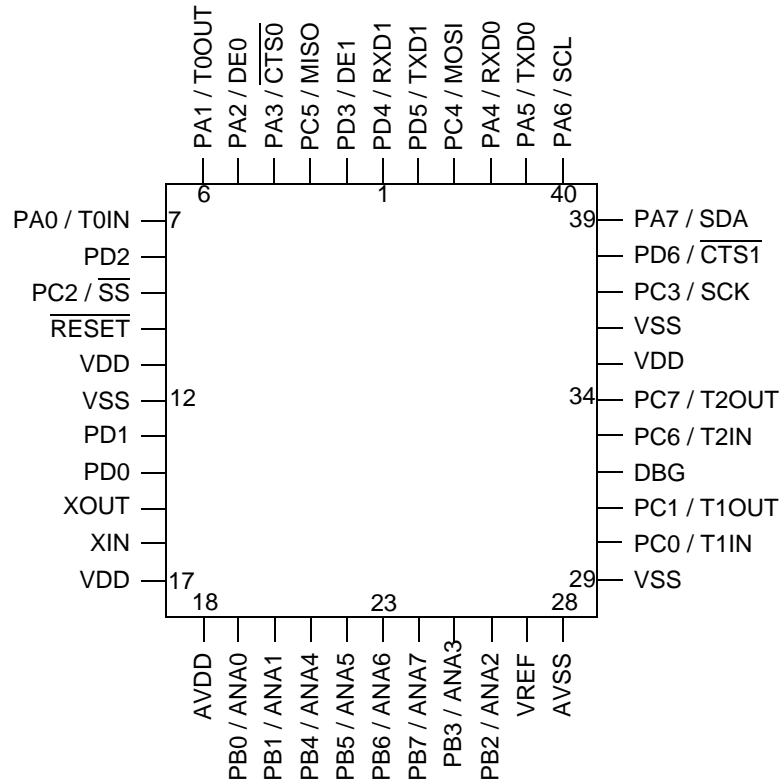 PA1 / T0OUT
PA2 / DE0
PA3 / C̅T̅S̅0̅
PC5 / MISO
PD3 / DE1
PD4 / RXD1
PD5 / TXD1
PC4 / MOSI
PA4 / RXD0
PA5 / TXD0
PA6 / SCL
6
1
40
PA0 / T0IN
7
PD2
PC2 / S̅S̅
R̅E̅S̅E̅T̅
VDD
VSS
12
PD1
PD0
XOUT
XIN
VDD
17
39
PA7 / SDA
PD6 / C̅T̅S̅1̅
PC3 / SCK
VSS
VDD
34
PC7 / T2OUT
PC6 / T2IN
DBG
PC1 / T1OUT
PC0 / T1IN
29
VSS
18
23
28
AVDD
PB0 / ANA0
PB1 / ANA1
PB4 / ANA4
PB5 / ANA5
PB6 / ANA6
PB7 / ANA7
PB3 / ANA3
PB2 / ANA2
VREF
AVSS